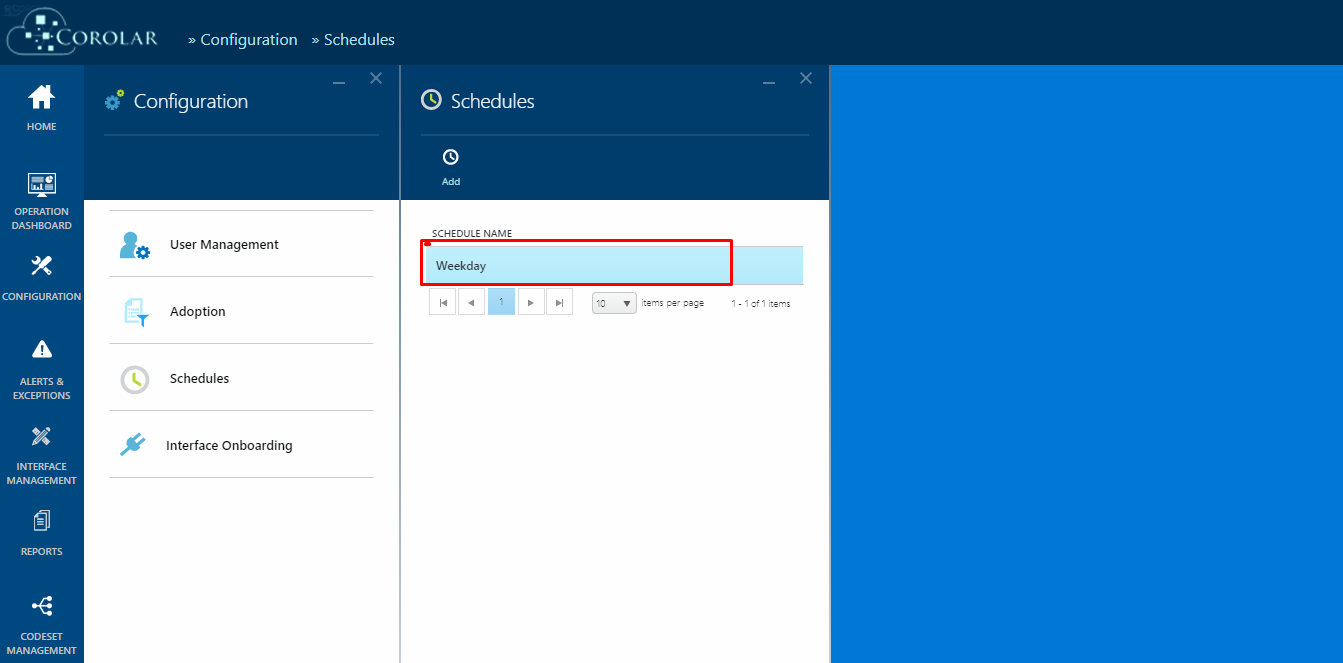 COROLAR
» Configuration » Schedules
HOME
OPERATION
DASHBOARD
CONFIGURATION
ALERTS &
EXCEPTIONS
INTERFACE
MANAGEMENT
REPORTS
CODESET
MANAGEMENT
Configuration
User Management
Adoption
Schedules
Interface Onboarding
Schedules
Add
SCHEDULE NAME
Weekday
1 10 items per page 1 - 1 of 1 items